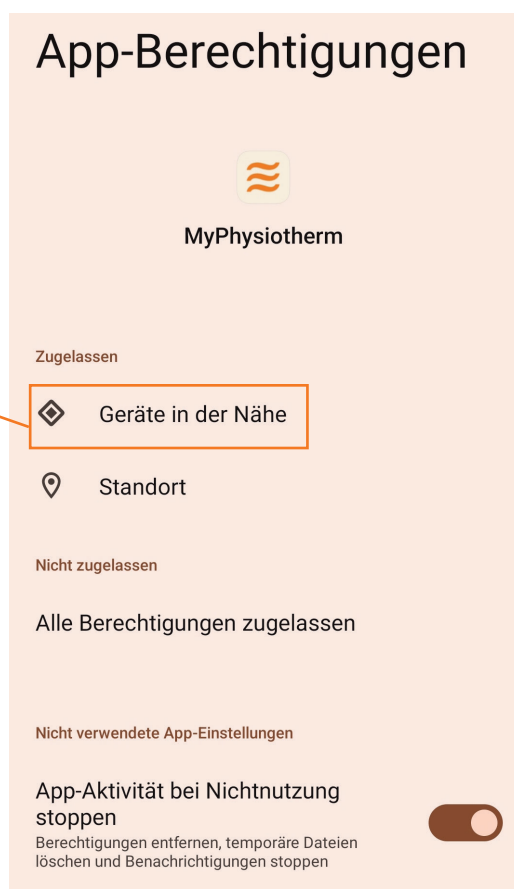 App-Berechtigungen
MyPhysiotherm
Zugelassen
Geräte in der Nähe
Standort
Nicht zugelassen
Alle Berechtigungen zugelassen
Nicht verwendete App-Einstellungen
App-Aktivität bei Nichtnutzung
stoppen
Berechtigungen entfernen, temporäre Dateien
löschen und Benachrichtigungen stoppen